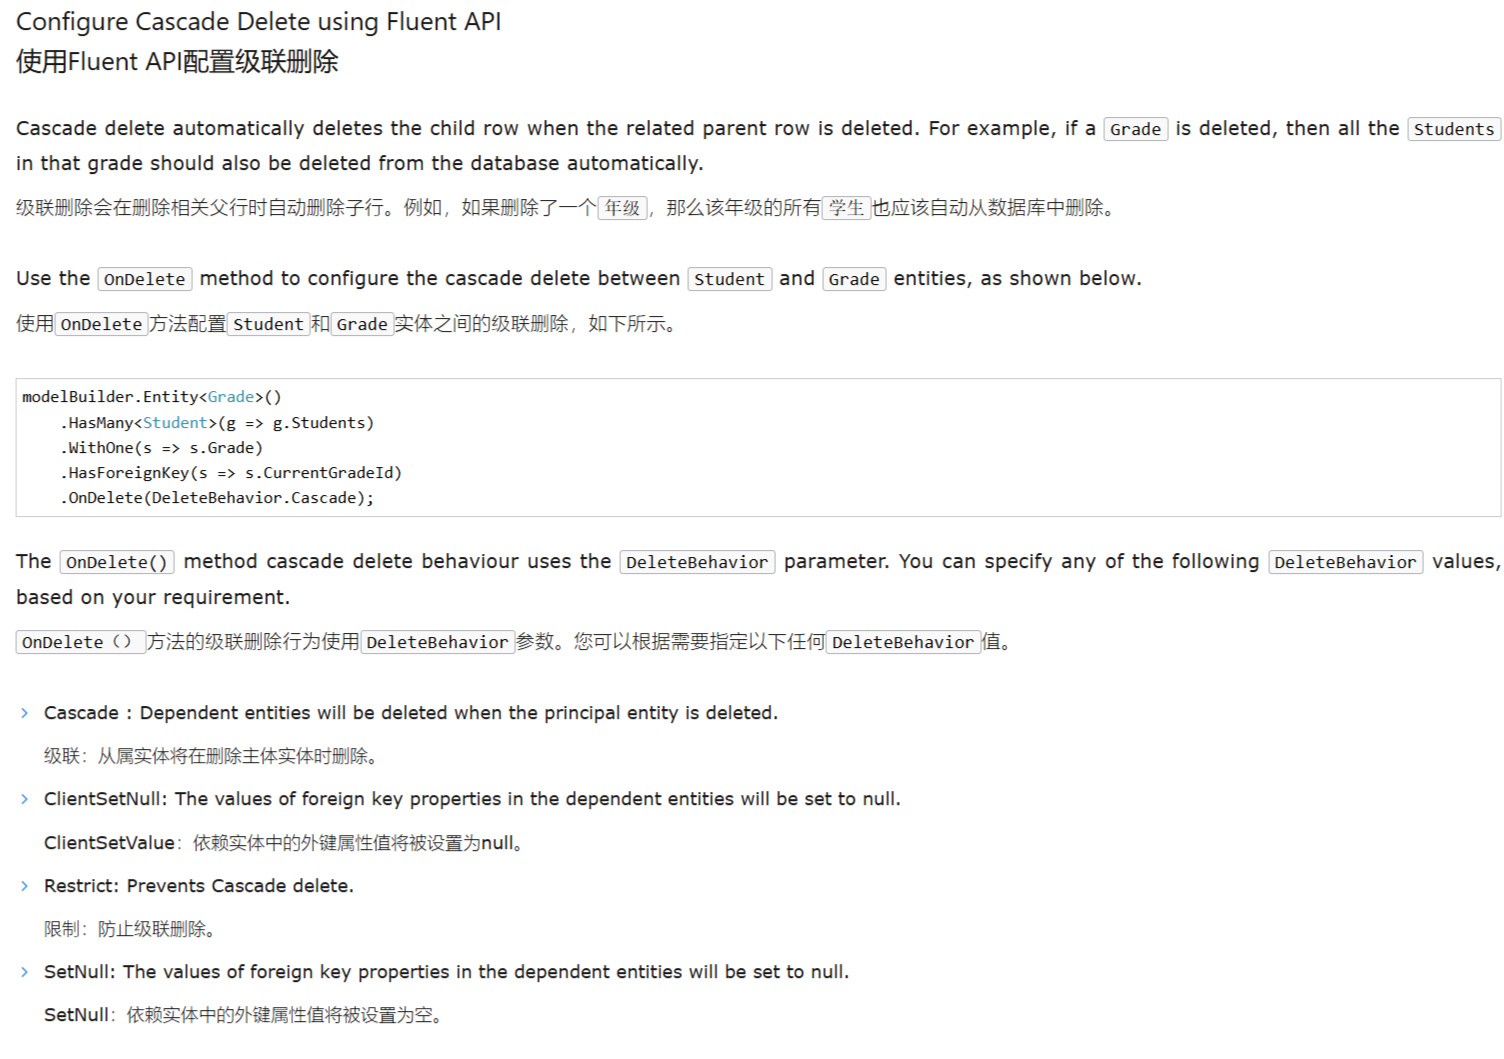 Configure Cascade Delete using Fluent API
使用Fluent API配置级联删除
Cascade delete automatically deletes the child row when the related parent row is deleted. For example, if a Grade is deleted, then all the Students
in that grade should also be deleted from the database automatically.
级联删除会在删除相关父行时自动删除子行。例如，如果删除了一个年级，那么该年级的所有学生也应该自动从数据库中删除。
Use the OnDelete method to configure the cascade delete between Student and Grade entities, as shown below.
使用OnDelete方法配置Student和Grade实体之间的级联删除，如下所示。
modelBuilder.Entity<Grade>()
    .HasMany<Student>(g => g.Students)
    .WithOne(s => s.Grade)
    .HasForeignKey(s => s.CurrentGradeId)
    .OnDelete(DeleteBehavior.Cascade);
The OnDelete() method cascade delete behaviour uses the DeleteBehavior parameter. You can specify any of the following DeleteBehavior values,
based on your requirement.
OnDelete（）方法的级联删除行为使用DeleteBehavior参数。您可以根据需要指定以下任何DeleteBehavior值。
Cascade : Dependent entities will be deleted when the principal entity is deleted.
级联：从属实体将在删除主体实体时删除。
ClientSetNull: The values of foreign key properties in the dependent entities will be set to null.
ClientSetValue：依赖实体中的外键属性值将被设置为null。
Restrict: Prevents Cascade delete.
限制：防止级联删除。
SetNull: The values of foreign key properties in the dependent entities will be set to null.
SetNull：依赖实体中的外键属性值将被设置为空。